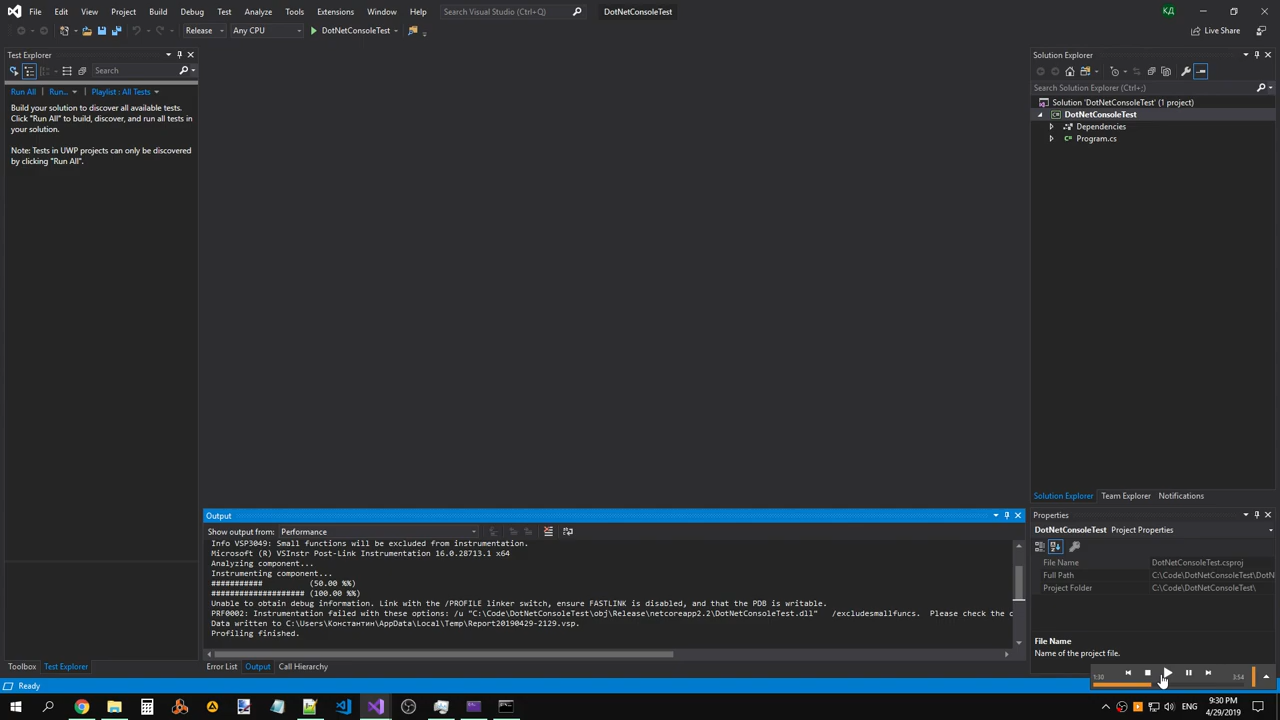 File Edit View Project Build Debug Test Analyze Tools Extensions Window Help Search Visual Studio (Ctrl+Q) DotNetConsoleTest КД
Release Any CPU DotNetConsoleTest Live Share
Test Explorer
Search
Run All Run... Playlist : All Tests
Build your solution to discover all available tests.
Click "Run All" to build, discover, and run all tests in
your solution.
Note: Tests in UWP projects can only be discovered
by clicking "Run All".
Toolbox Test Explorer
Output
Show output from: Performance
Info VSP3049: Small functions will be excluded from instrumentation.
Microsoft (R) VSInstr Post-Link Instrumentation 16.0.28713.1 x64
Analyzing component...
Instrumenting component...
########### (50.00 %%)
#################### (100.00 %%)
Unable to obtain debug information. Link with the /PROFILE linker switch, ensure FASTLINK is disabled, and that the PDB is writable.
PRF0002: Instrumentation failed with these options: /u "C:\Code\DotNetConsoleTest\obj\Release\netcoreapp2.2\DotNetConsoleTest.dll" /excludesmallfuncs. Please check the c
Data written to C:\Users\Константин\AppData\Local\Temp\Report20190429-2129.vsp.
Profiling finished.
Error List Output Call Hierarchy
Solution Explorer
Search Solution Explorer (Ctrl+;)
Solution 'DotNetConsoleTest' (1 project)
DotNetConsoleTest
Dependencies
Program.cs
Solution Explorer Team Explorer Notifications
Properties
DotNetConsoleTest Project Properties
File Name DotNetConsoleTest.csproj
Full Path C:\Code\DotNetConsoleTest\DotN
Project Folder C:\Code\DotNetConsoleTest\
File Name
Name of the project file.
1:30 3:54
Ready
ENG 9:30 PM
4/29/2019